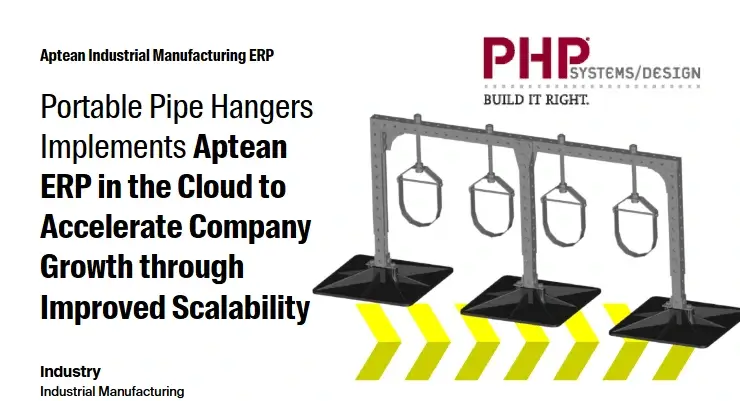 Aptean Industrial Manufacturing ERP
PHP SYSTEMS/DESIGN
BUILD IT RIGHT.
Portable Pipe Hangers
Implements Aptean
ERP in the Cloud to
Accelerate Company
Growth through
Improved Scalability
Industry
Industrial Manufacturing